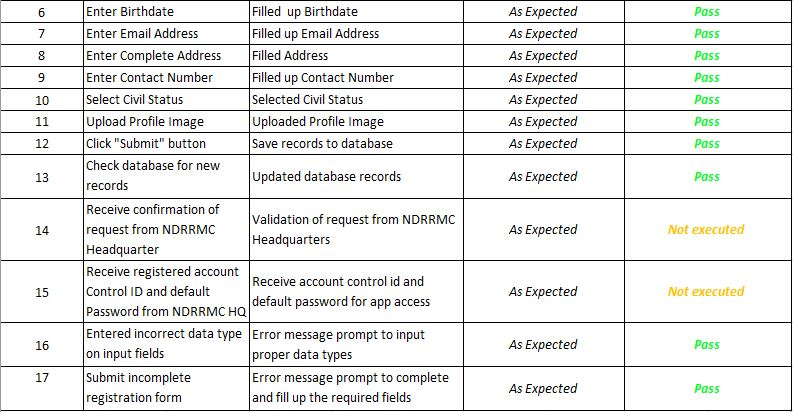 6 Enter Birthdate Filled up Birthdate As Expected Pass
7 Enter Email Address Filled up Email Address As Expected Pass
8 Enter Complete Address Filled Address As Expected Pass
9 Enter Contact Number Filled up Contact Number As Expected Pass
10 Select Civil Status Selected Civil Status As Expected Pass
11 Upload Profile Image Uploaded Profile Image As Expected Pass
12 Click "Submit" button Save records to database As Expected Pass
13
Check database for new
records
Updated database records
As Expected
Pass
14
Receive confirmation of
request from NDRRMC
Headquarter
Validation of request from NDRRMC
Headquarters
As Expected
Not executed
15
Receive registered account
Control ID and default
Password from NDRRMC HQ
Receive account control id and
default password for app access
As Expected
Not executed
16
Entered incorrect data type
on input fields
Error message prompt to input
proper data types
As Expected
Pass
17
Submit incomplete
registration form
Error message prompt to complete
and fill up the required fields
As Expected
Pass